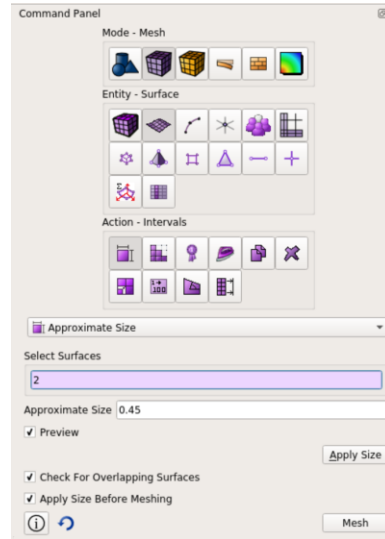 Command Panel
Mode - Mesh
Entity - Surface
Action - Intervals
Approximate Size
Select Surfaces
2
Approximate Size 0.45
Preview
Apply Size
Check For Overlapping Surfaces
Apply Size Before Meshing
Mesh